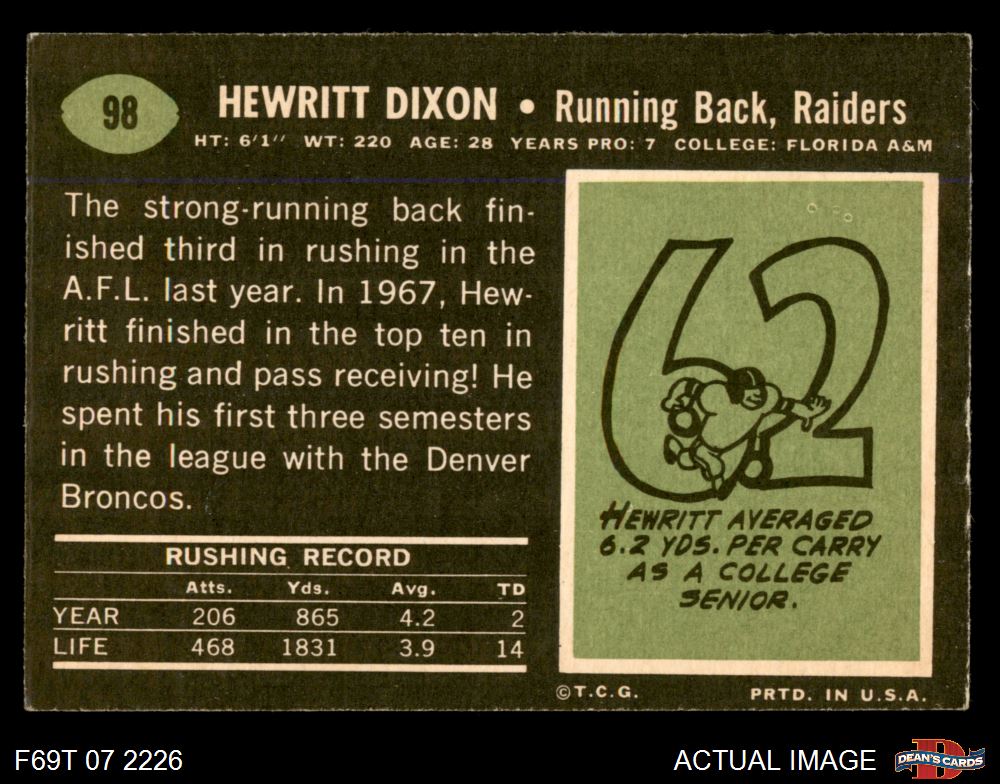 98
HEWRITT DIXON • Running Back, Raiders
HT: 6'1" WT: 220 AGE: 28 YEARS PRO: 7 COLLEGE: FLORIDA A&M
The strong-running back fin-
ished third in rushing in the
A.F.L. last year. In 1967, Hew-
ritt finished in the top ten in
rushing and pass receiving! He
spent his first three semesters
in the league with the Denver
Broncos.
RUSHING RECORD
Atts. Yds. Avg. TD
YEAR 206 865 4.2 2
LIFE 468 1831 3.9 14
62
HEWRITT AVERAGED
6.2 YDS. PER CARRY
AS A COLLEGE
SENIOR.
©T.C.G. PRTD. IN U.S.A.
F69T 07 2226 ACTUAL IMAGE
D
DEAN'S CARDS